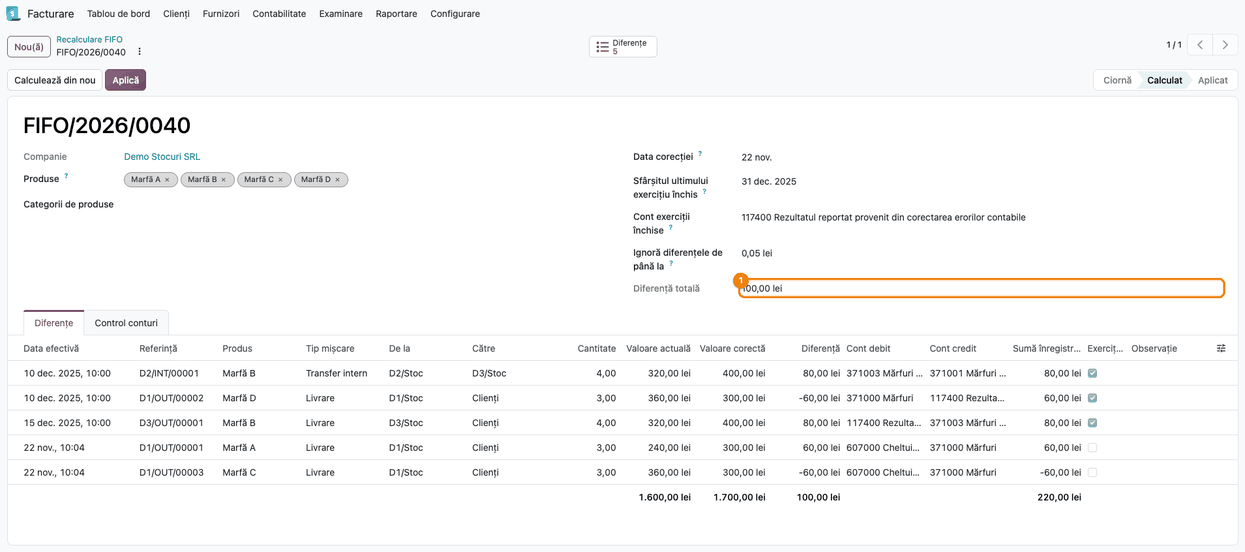 Facturare Tablou de bord Clienți Furnizori Contabilitate Examinare Raportare Configurare
Nou(ă) Recalculare FIFO
FIFO/2026/0040
Diferențe
5
1 / 1
Calculează din nou Aplică
Ciornă Calculat Aplicat
FIFO/2026/0040
Companie Demo Stocuri SRL
Produse ? Marfă A × Marfă B × Marfă C × Marfă D ×
Categorii de produse
Data corecției ? 22 nov.
Sfârșitul ultimului exercițiu închis ? 31 dec. 2025
Cont exerciții închise ? 117400 Rezultatul reportat provenit din corectarea erorilor contabile
Ignoră diferențele de până la ? 0,05 lei
Diferență totală 100,00 lei
1
Diferențe Control conturi
Data efectivă Referință Produs Tip mișcare De la Către Cantitate Valoare actuală Valoare corectă Diferență Cont debit Cont credit Sumă înregistr... Exerciț... Observație
10 dec. 2025, 10:00 D2/INT/00001 Marfă B Transfer intern D2/Stoc D3/Stoc 4,00 320,00 lei 400,00 lei 80,00 lei 371003 Mărfuri ... 371001 Mărfuri ... 80,00 lei
10 dec. 2025, 10:00 D1/OUT/00002 Marfă D Livrare D1/Stoc Clienți 3,00 360,00 lei 300,00 lei -60,00 lei 371000 Mărfuri 117400 Rezulta... 60,00 lei
15 dec. 2025, 10:00 D3/OUT/00001 Marfă B Livrare D3/Stoc Clienți 4,00 320,00 lei 400,00 lei 80,00 lei 117400 Rezulta... 371003 Mărfuri ... 80,00 lei
22 nov., 10:04 D1/OUT/00001 Marfă A Livrare D1/Stoc Clienți 3,00 240,00 lei 300,00 lei 60,00 lei 607000 Cheltui... 371000 Mărfuri 60,00 lei
22 nov., 10:04 D1/OUT/00003 Marfă C Livrare D1/Stoc Clienți 3,00 360,00 lei 300,00 lei -60,00 lei 607000 Cheltui... 371000 Mărfuri -60,00 lei
1.600,00 lei 1.700,00 lei 100,00 lei 220,00 lei